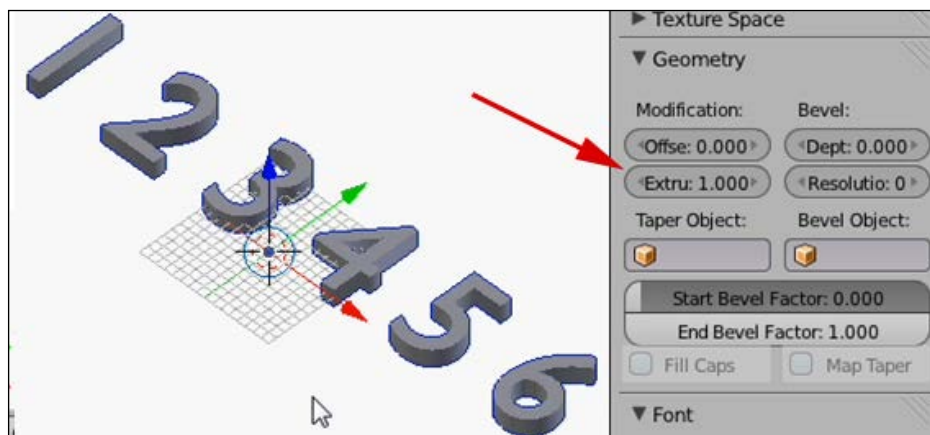 Texture Space
Geometry
Modification: Bevel:
Offse: 0.000 Dept: 0.000
Extru: 1.000 Resolutio: 0
Taper Object: Bevel Object:
Start Bevel Factor: 0.000
End Bevel Factor: 1.000
Fill Caps Map Taper
Font
1 2 3 4 5 6